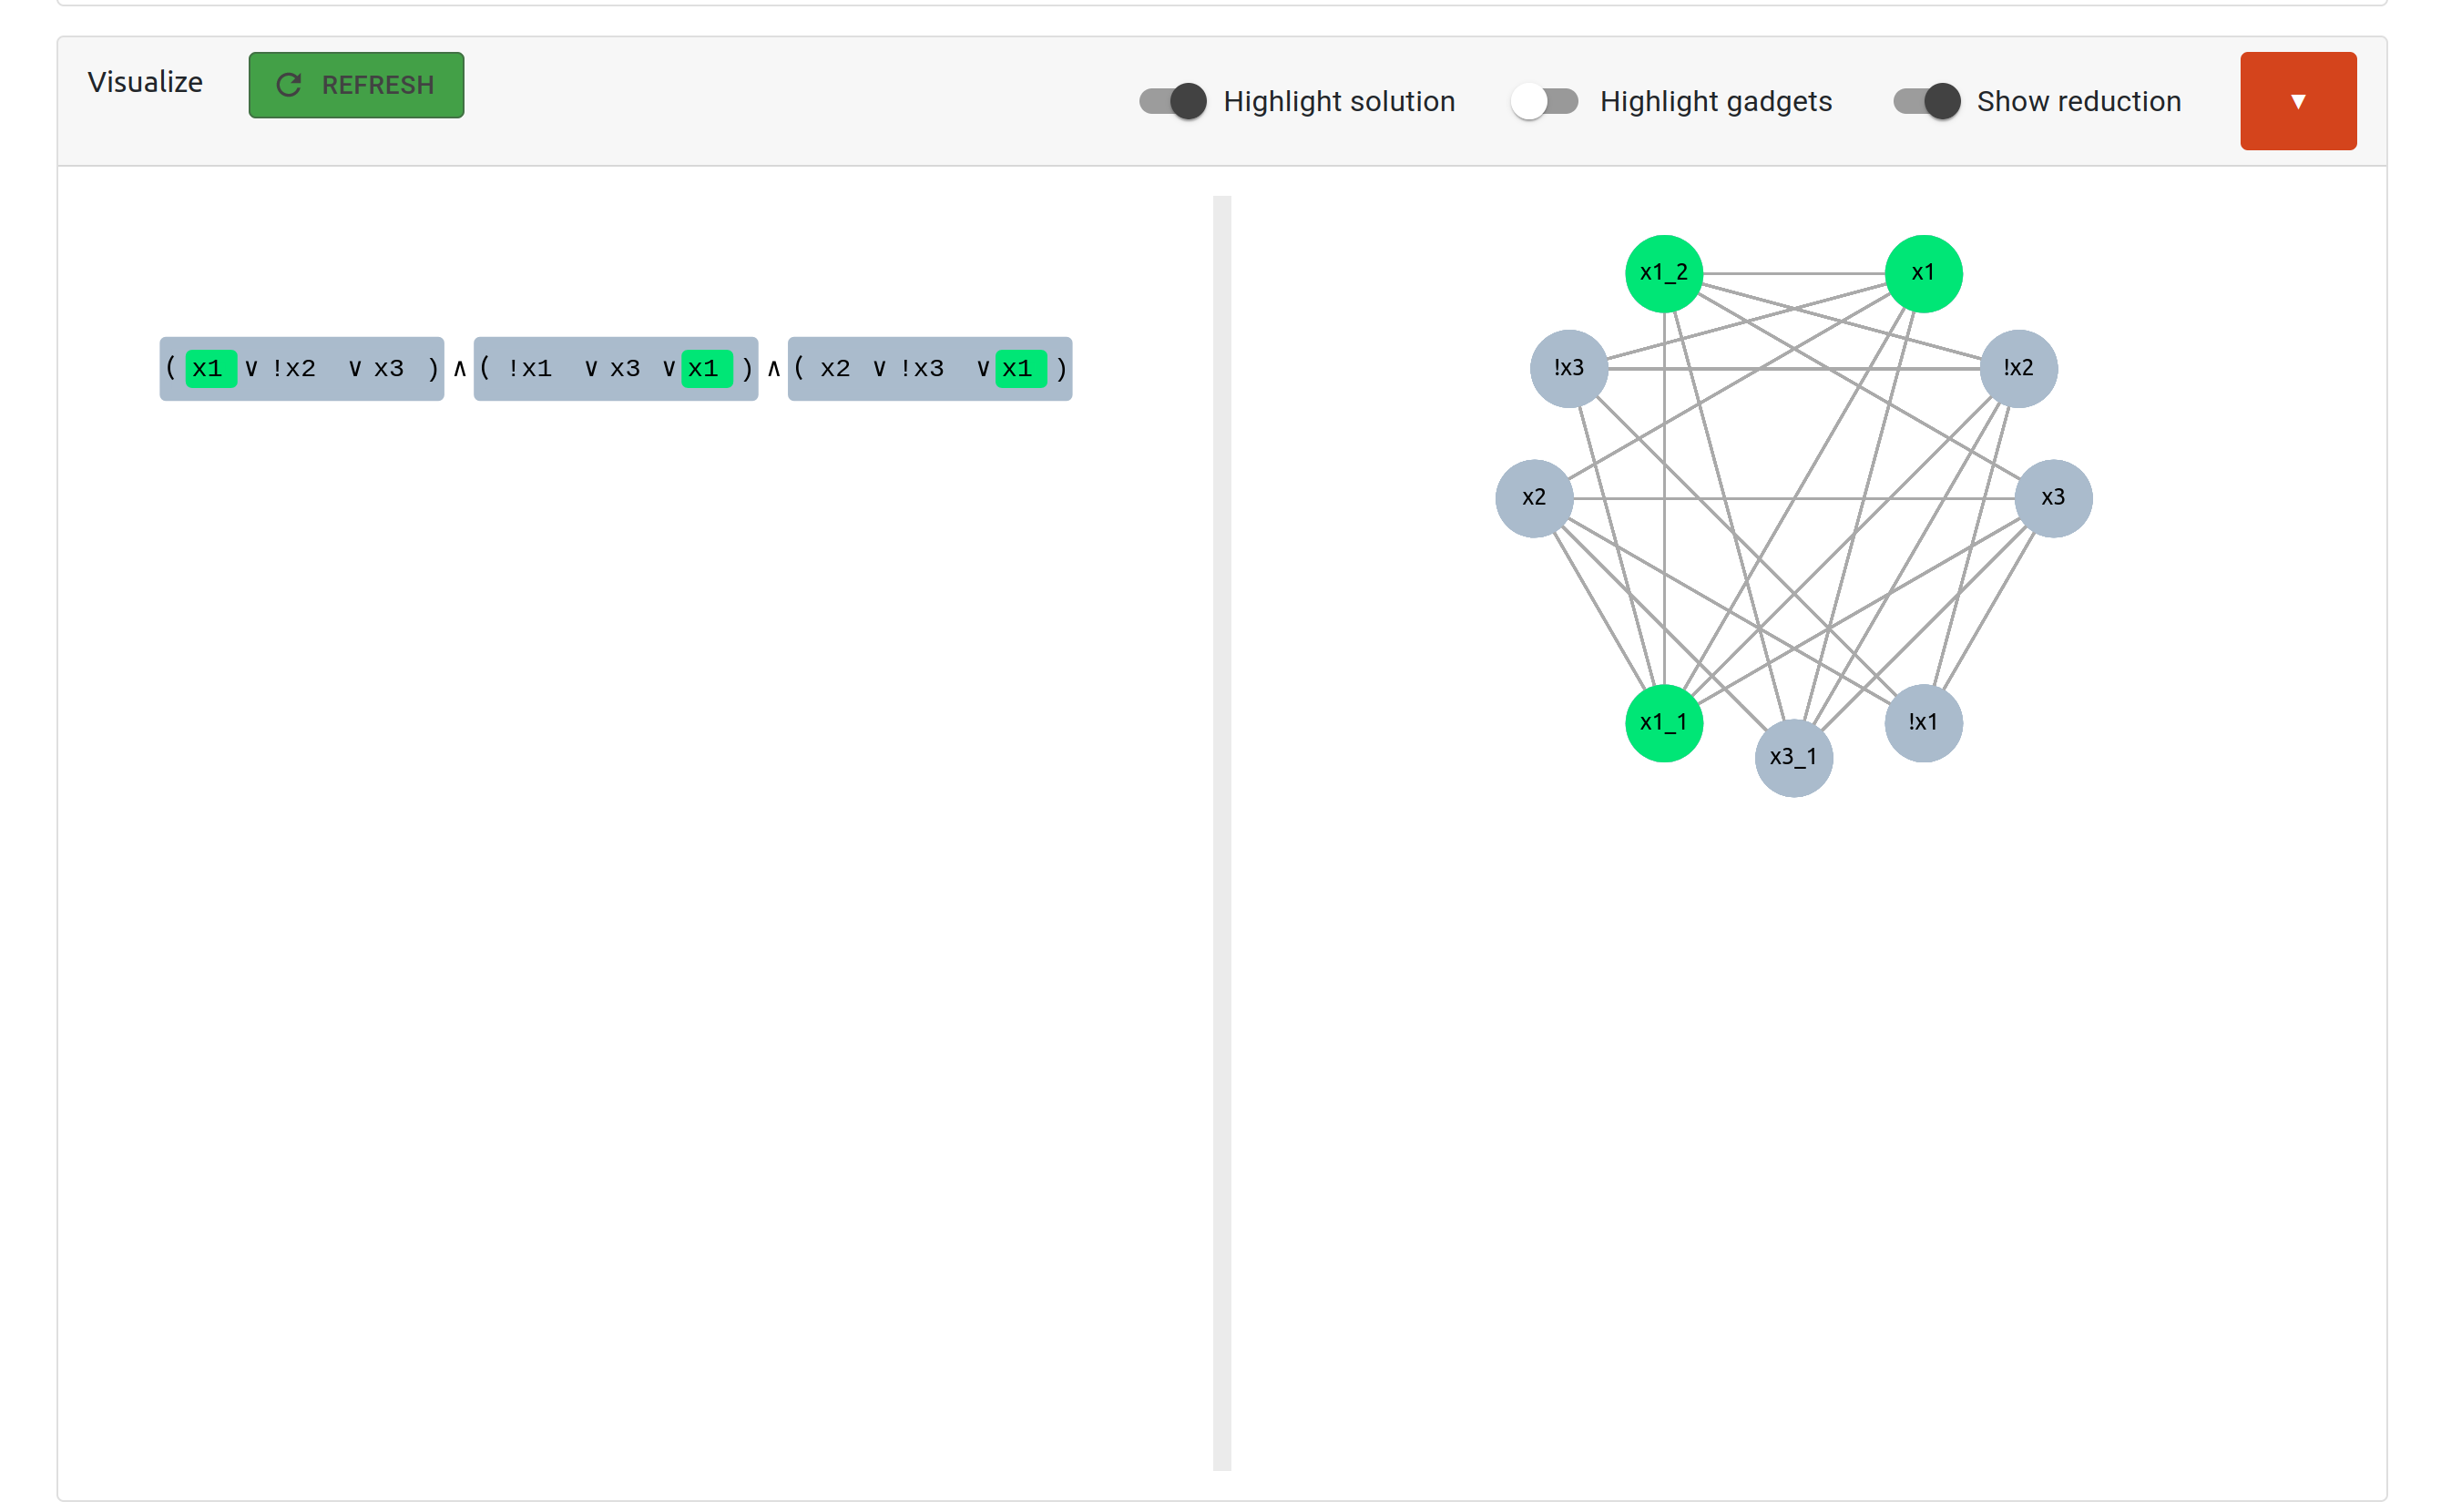 Visualize REFRESH Highlight solution Highlight gadgets Show reduction ▼
( x1 ∨ !x2 ∨ x3 ) ∧ ( !x1 ∨ x3 ∨ x1 ) ∧ ( x2 ∨ !x3 ∨ x1 )
x1_2 x1
!x3 !x2
x2 x3
x1_1 !x1
x3_1